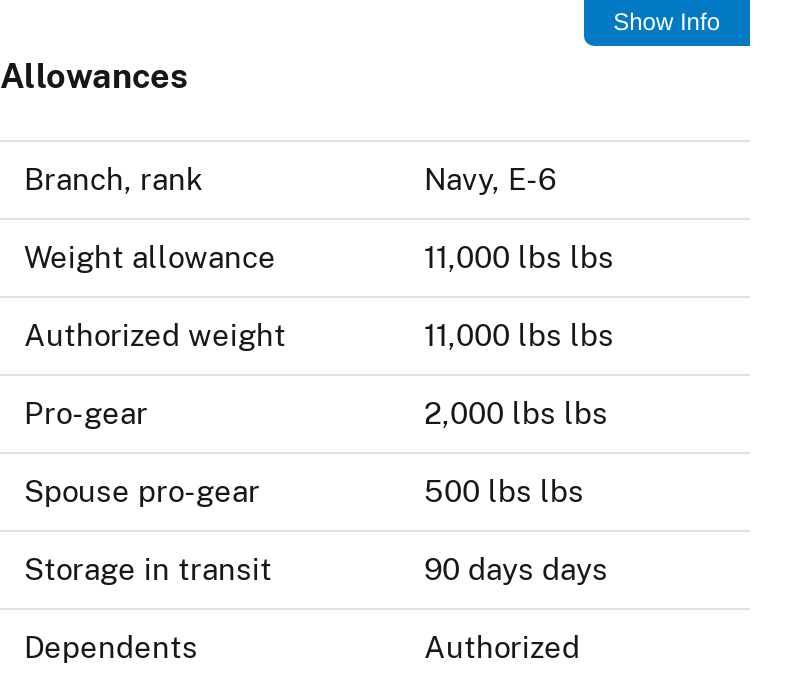 Show Info
Allowances
Branch, rank Navy, E-6
Weight allowance 11,000 lbs lbs
Authorized weight 11,000 lbs lbs
Pro-gear 2,000 lbs lbs
Spouse pro-gear 500 lbs lbs
Storage in transit 90 days days
Dependents Authorized